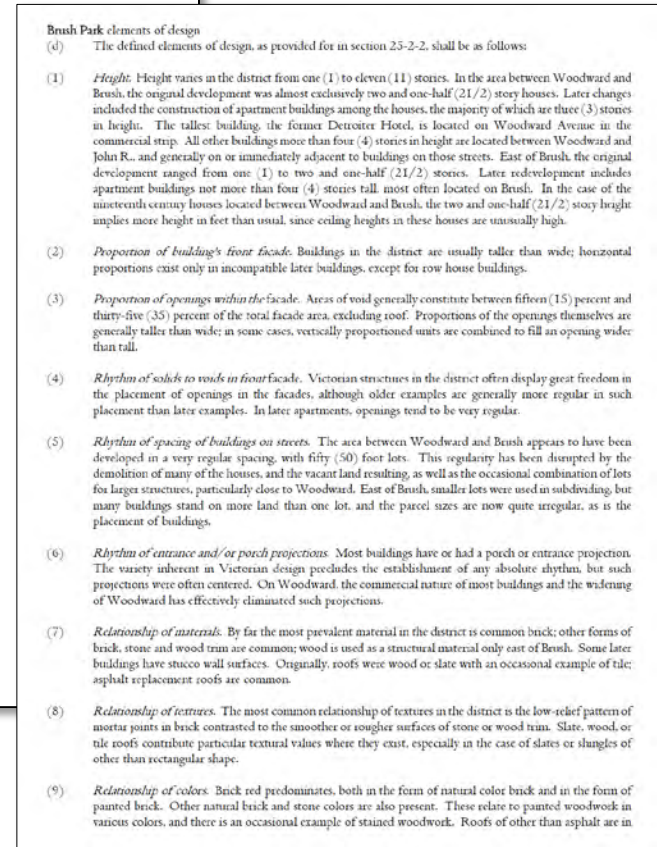 Brush Park elements of design
(d) The defined elements of design, as provided for in section 25-2-2, shall be as follows:
(1) Height. Height varies in the district from one (1) to eleven (11) stories. In the area between Woodward and
Brush, the original development was almost exclusively two and one-half (21/2) story houses. Later changes
included the construction of apartment buildings among the houses, the majority of which are three (3) stories
in height. The tallest building, the former Detroiter Hotel, is located on Woodward Avenue in the
commercial strip. All other buildings more than four (4) stories in height are located between Woodward and
John R., and generally on or immediately adjacent to buildings on those streets. East of Brush, the original
development ranged from one (1) to two and one-half (21/2) stories. Later redevelopment includes
apartment buildings not more than four (4) stories tall, most often located on Brush. In the case of the
nineteenth century houses located between Woodward and Brush, the two and one-half (21/2) story height
implies more height in feet than usual, since ceiling heights in these houses are unusually high.
(2) Proportion of building's front facade. Buildings in the district are usually taller than wide; horizontal
proportions exist only in incompatible later buildings, except for row house buildings.
(3) Proportion of openings within the facade. Areas of void generally constitute between fifteen (15) percent and
thirty-five (35) percent of the total facade area, excluding roof. Proportions of the openings themselves are
generally taller than wide; in some cases, vertically proportioned units are combined to fill an opening wider
than tall.
(4) Rhythm of solids to voids in front facade. Victorian structures in the district often display great freedom in
the placement of openings in the facades, although older examples are generally more regular in such
placement than later examples. In later apartments, openings tend to be very regular.
(5) Rhythm of spacing of buildings on streets. The area between Woodward and Brush appears to have been
developed in a very regular spacing, with fifty (50) foot lots. This regularity has been disrupted by the
demolition of many of the houses, and the vacant land resulting, as well as the occasional combination of lots
for larger structures, particularly close to Woodward. East of Brush, smaller lots were used in subdividing, but
many buildings stand on more land than one lot, and the parcel sizes are now quite irregular, as is the
placement of buildings.
(6) Rhythm of entrance and/or porch projections. Most buildings have or had a porch or entrance projection.
The variety inherent in Victorian design precludes the establishment of any absolute rhythm, but such
projections were often centered. On Woodward, the commercial nature of most buildings and the widening
of Woodward has effectively eliminated such projections.
(7) Relationship of materials. By far the most prevalent material in the district is common brick; other forms of
brick, stone and wood trim are common; wood is used as a structural material only east of Brush. Some later
buildings have stucco wall surfaces. Originally, roofs were wood or slate with an occasional example of tile;
asphalt replacement roofs are common.
(8) Relationship of textures. The most common relationship of textures in the district is the low-relief pattern of
mortar joints in brick contrasted to the smoother or rougher surfaces of stone or wood trim. Slate, wood, or
tile roofs contribute particular textural values where they exist, especially in the case of slates or shingles of
other than rectangular shape.
(9) Relationship of colors. Brick red predominates, both in the form of natural color brick and in the form of
painted brick. Other natural brick and stone colors are also present. These relate to painted woodwork in
various colors, and there is an occasional example of stained woodwork. Roofs of other than asphalt are in